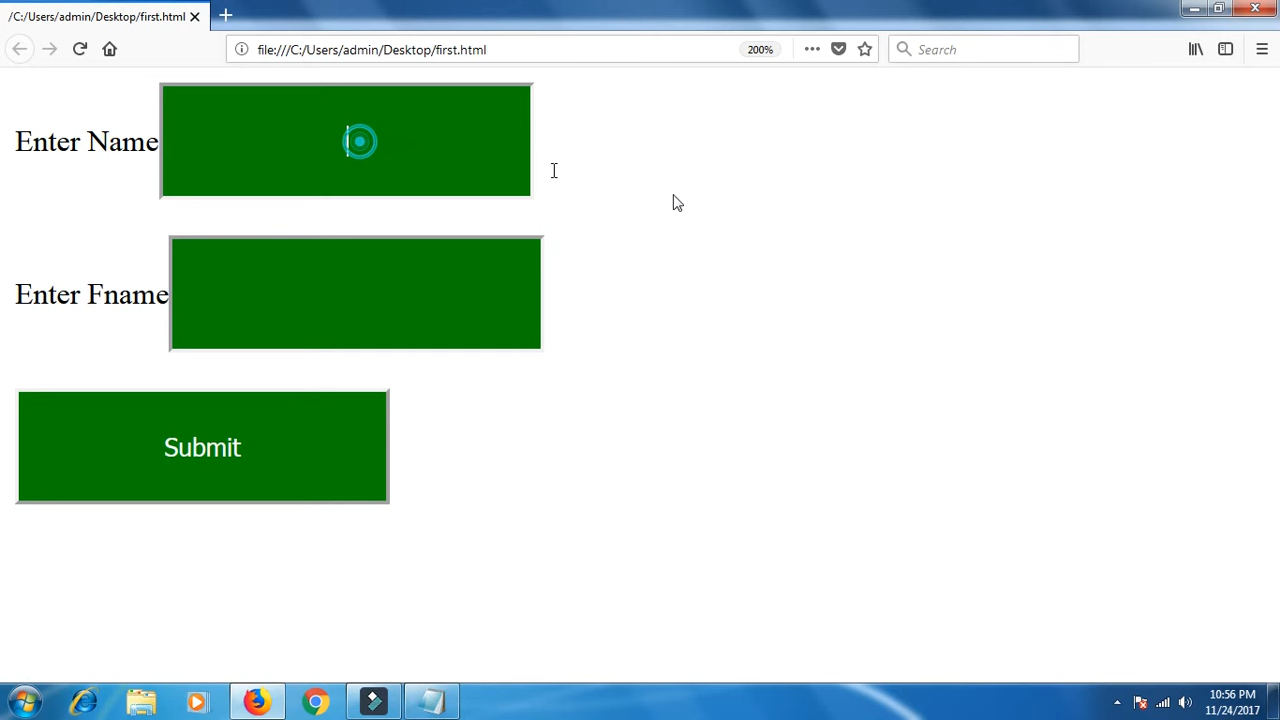 /C:/Users/admin/Desktop/first.html
file:///C:/Users/admin/Desktop/first.html
200%
Search
Enter Name
Enter Fname
Submit
10:56 PM
11/24/2017